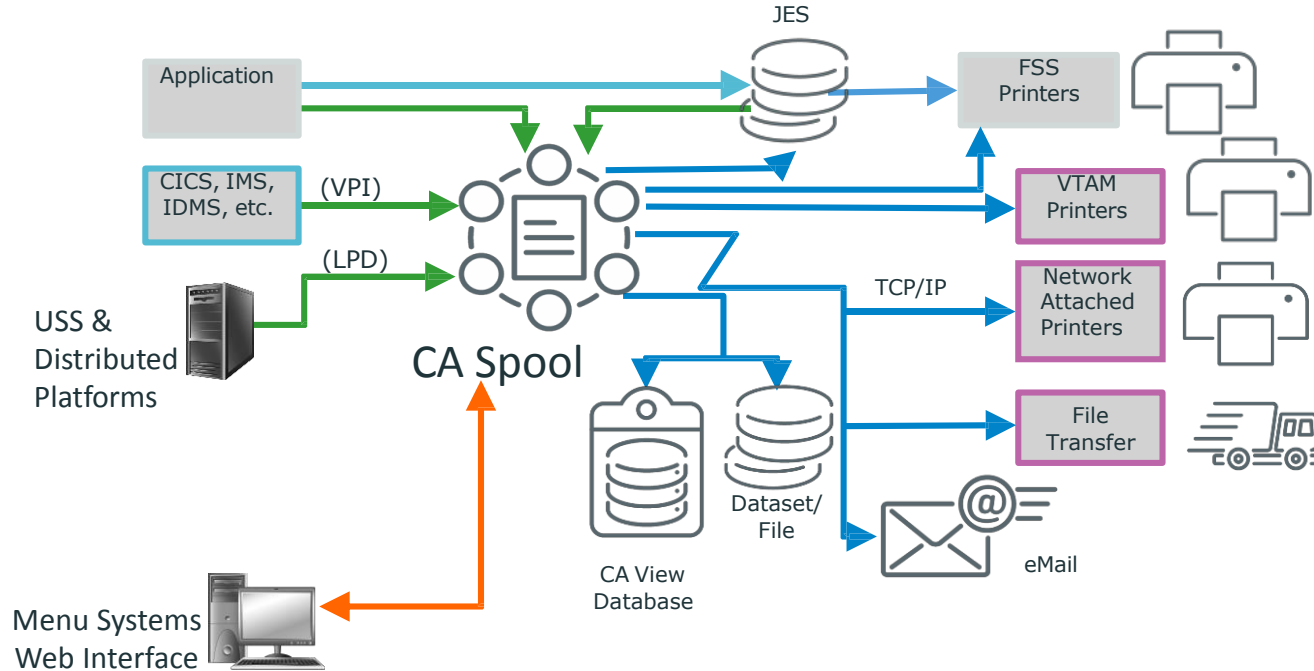 JES
Application
FSS
Printers
CICS, IMS,
IDMS, etc.
(VPI)
VTAM
Printers
(LPD)
TCP/IP
Network
Attached
Printers
USS &
Distributed
Platforms
CA Spool
File
Transfer
Dataset/
File
@
eMail
CA View
Database
Menu Systems
Web Interface